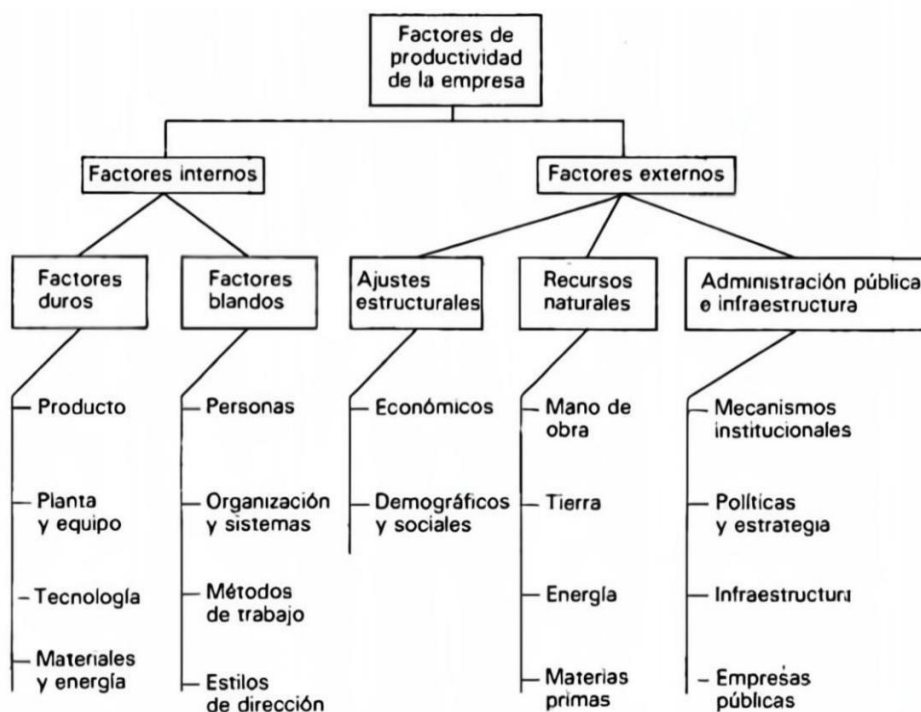 Factores de
productividad
de la empresa
Factores internos
Factores externos
Factores
duros
Factores
blandos
Ajustes
estructurales
Recursos
naturales
Administración pública
e infraestructura
Producto
Planta
y equipo
Tecnología
Materiales
y energía
Personas
Organización
y sistemas
Métodos
de trabajo
Estilos
de dirección
Económicos
Demográficos
y sociales
Mano de
obra
Tierra
Energía
Materias
primas
Mecanismos
institucionales
Políticas
y estrategia
Infraestructura
Empresas
públicas